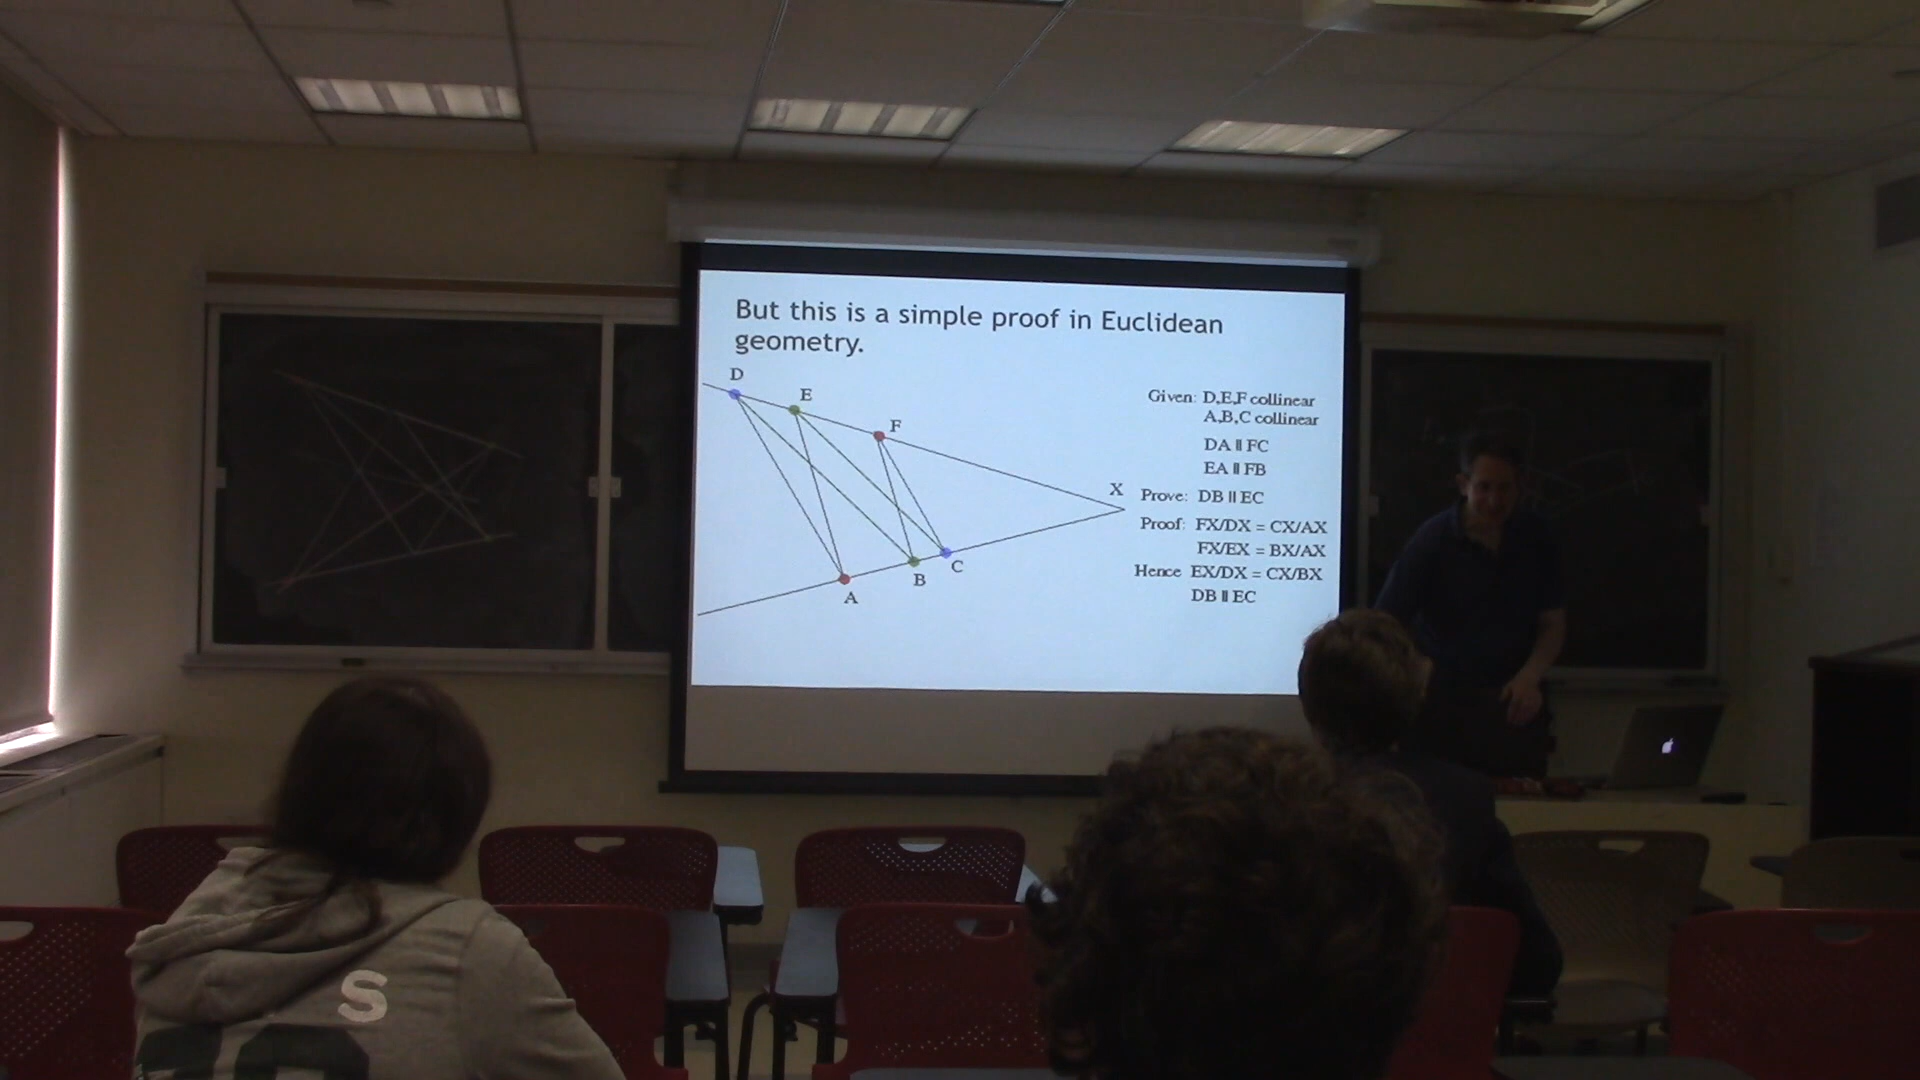 But this is a simple proof in Euclidean
geometry.
D
E
F
X
A
B
C
Given: D,E,F collinear
A,B,C collinear
DA ∥ FC
EA ∥ FB
Prove: DB ∥ EC
Proof: FX/DX = CX/AX
FX/EX = BX/AX
Hence EX/DX = CX/BX
DB ∥ EC
S